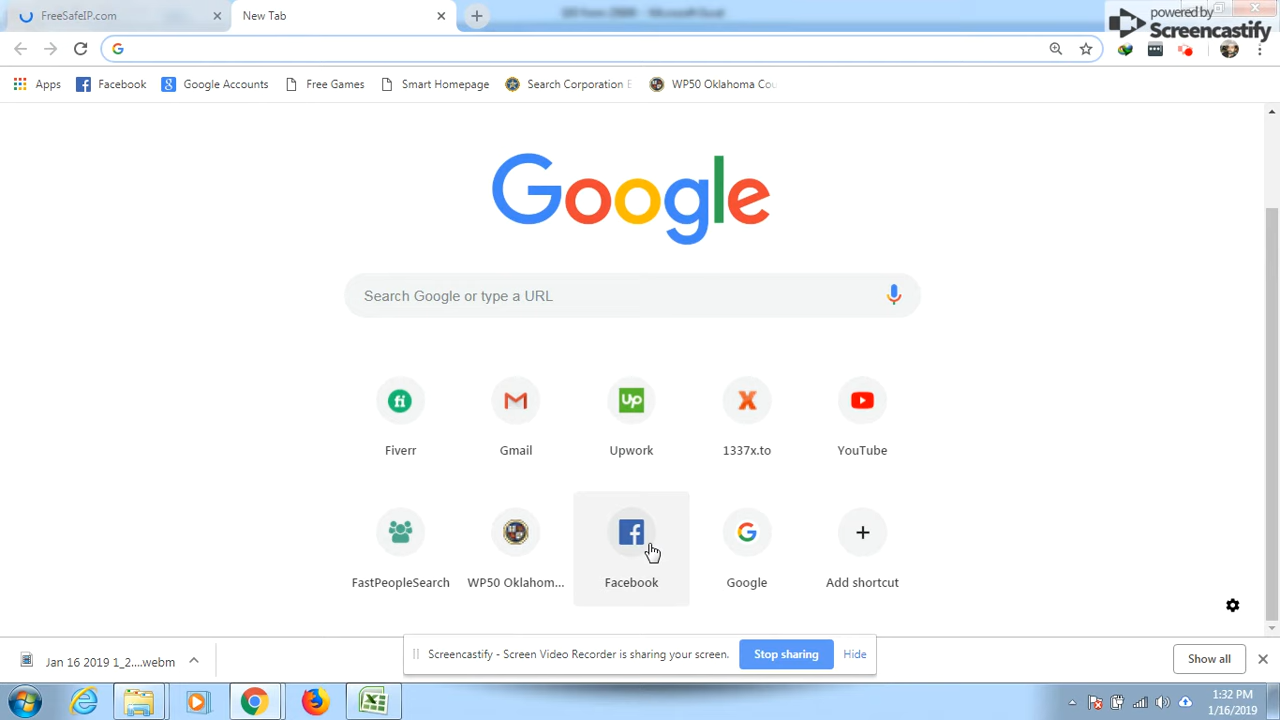 FreeSafeIP.com
New Tab
powered by
Screencastify
Apps
Facebook
Google Accounts
Free Games
Smart Homepage
Search Corporation E
WP50 Oklahoma Cou
Google
Search Google or type a URL
Fiverr
Gmail
Upwork
1337x.to
YouTube
FastPeopleSearch
WP50 Oklahom...
Facebook
Google
Add shortcut
Jan 16 2019 1_2....webm
Screencastify - Screen Video Recorder is sharing your screen.
Stop sharing
Hide
Show all
1:32 PM
1/16/2019